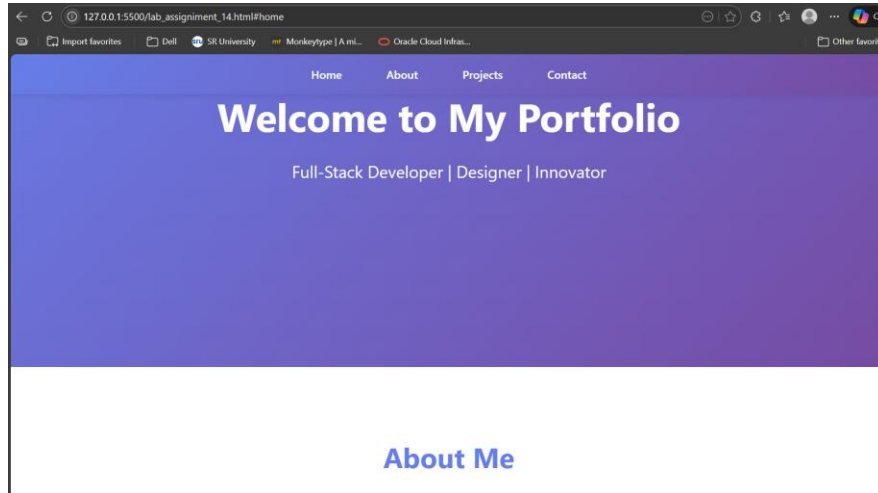 127.0.0.1:5500/lab_assigniment_14.html#home
Import favorites Dell SR University Monkeytype | A mi... Oracle Cloud Infras... Other favori
Home About Projects Contact
Welcome to My Portfolio
Full-Stack Developer | Designer | Innovator
About Me